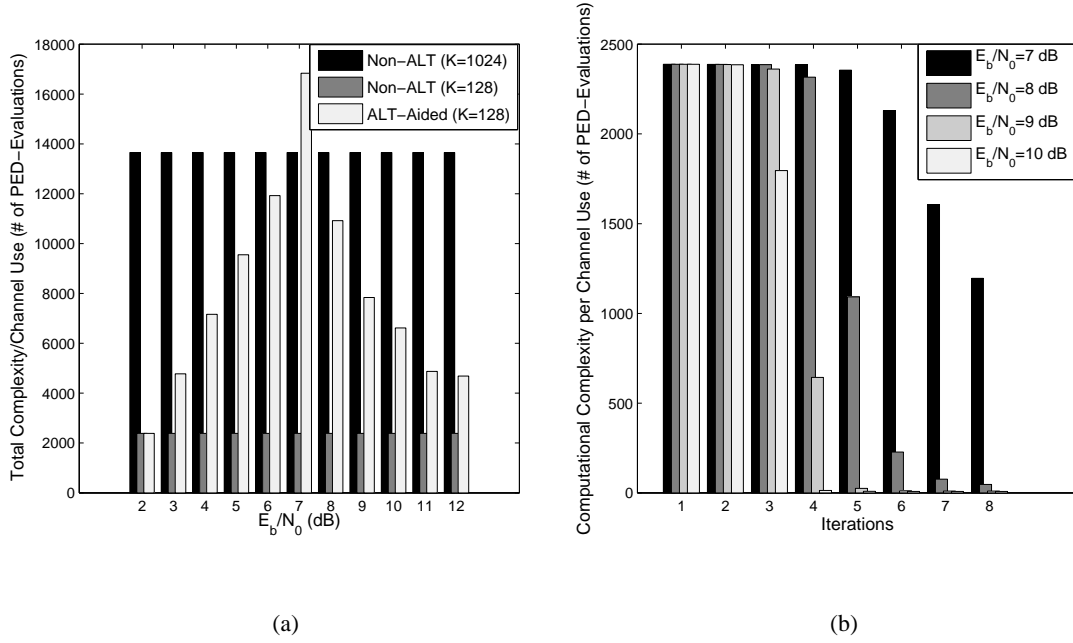 Total Complexity/Channel Use (# of PED−Evaluations)
18000
16000
14000
12000
10000
8000
6000
4000
2000
0
2 3 4 5 6 7 8 9 10 11 12
E_b/N_0 (dB)
Non−ALT (K=1024)
Non−ALT (K=128)
ALT−Aided (K=128)
(a)
Computational Complexity per Channel Use (# of PED−Evaluations)
2500
2000
1500
1000
500
0
1 2 3 4 5 6 7 8
Iterations
E_b/N_0=7 dB
E_b/N_0=8 dB
E_b/N_0=9 dB
E_b/N_0=10 dB
(b)